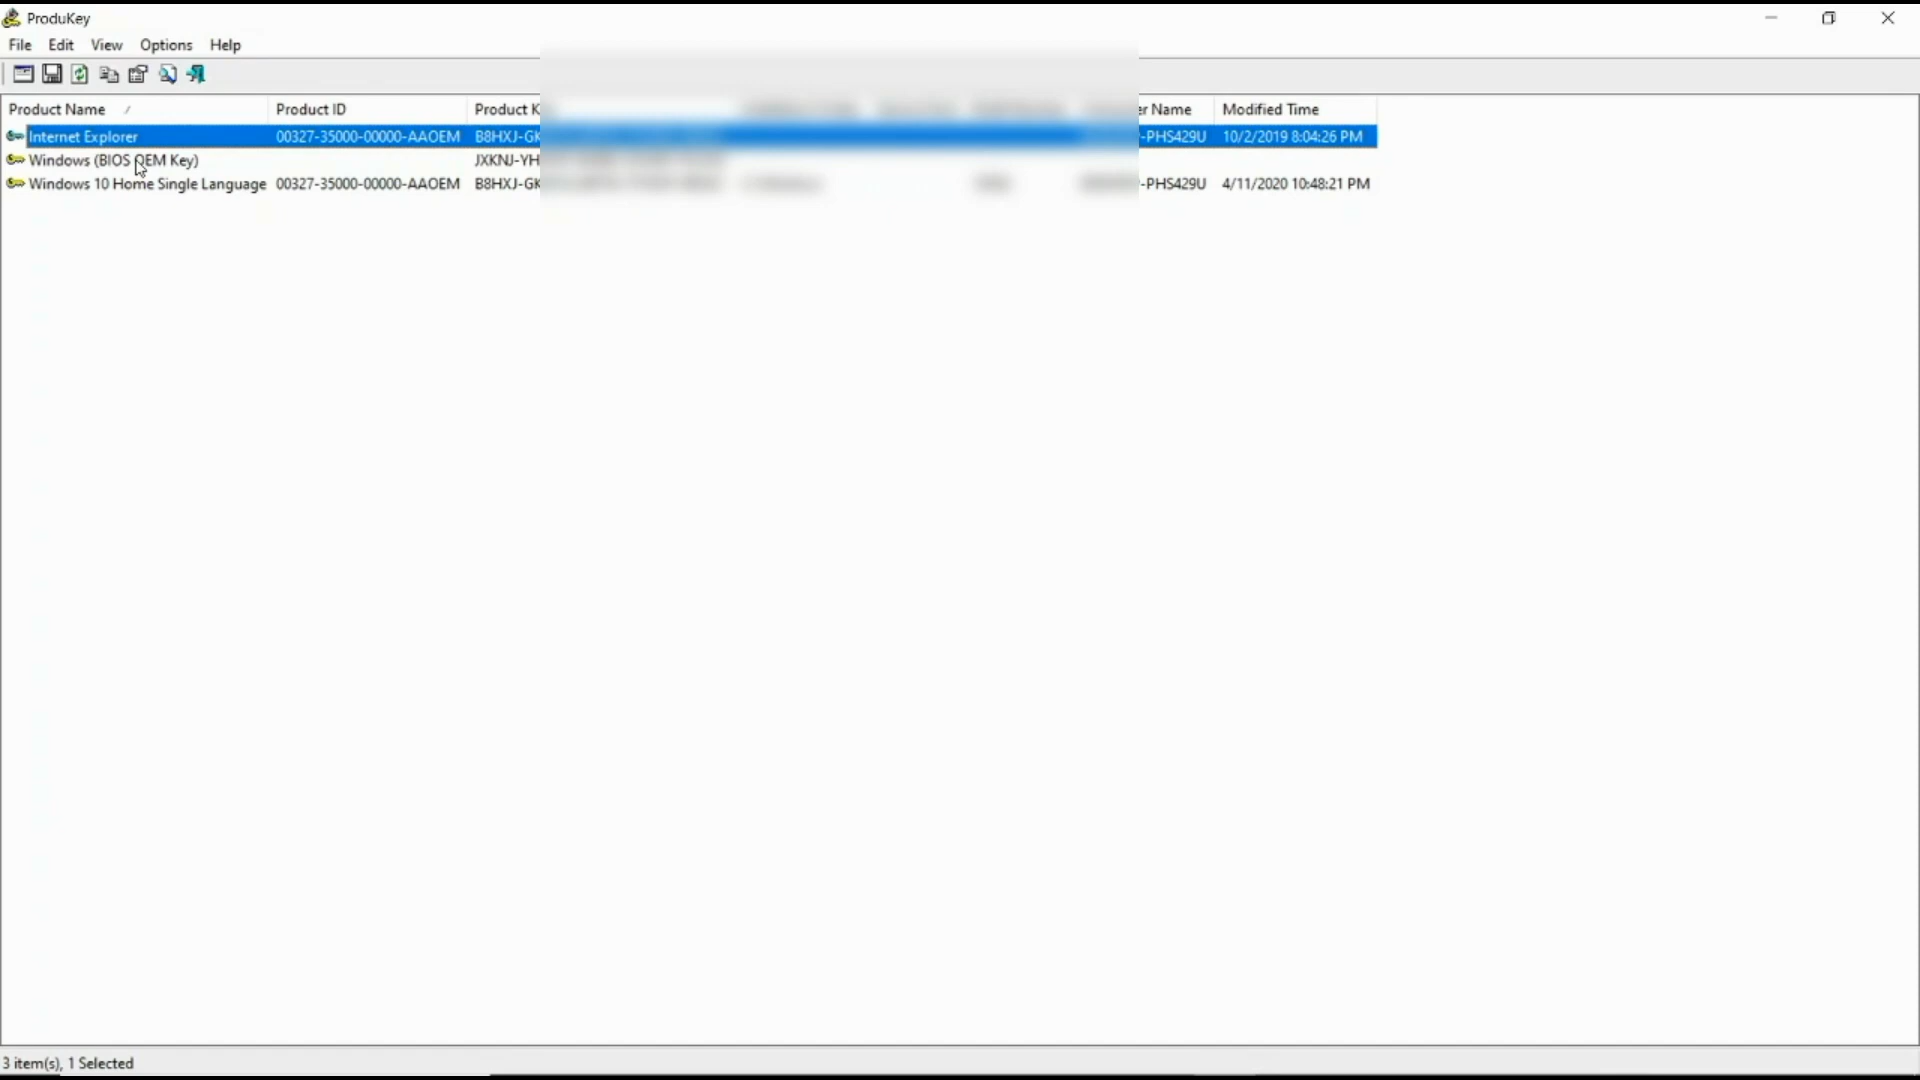 ProduKey
File Edit View Options Help
Product Name Product ID Product Name Modified Time
Internet Explorer 00327-35000-00000-AAOEM B8HXJ-GK -PHS429U 10/2/2019 8:04:26 PM
Windows (BIOS OEM Key) JXKNJ-YH
Windows 10 Home Single Language 00327-35000-00000-AAOEM B8HXJ-GK -PHS429U 4/11/2020 10:48:21 PM
3 item(s), 1 Selected